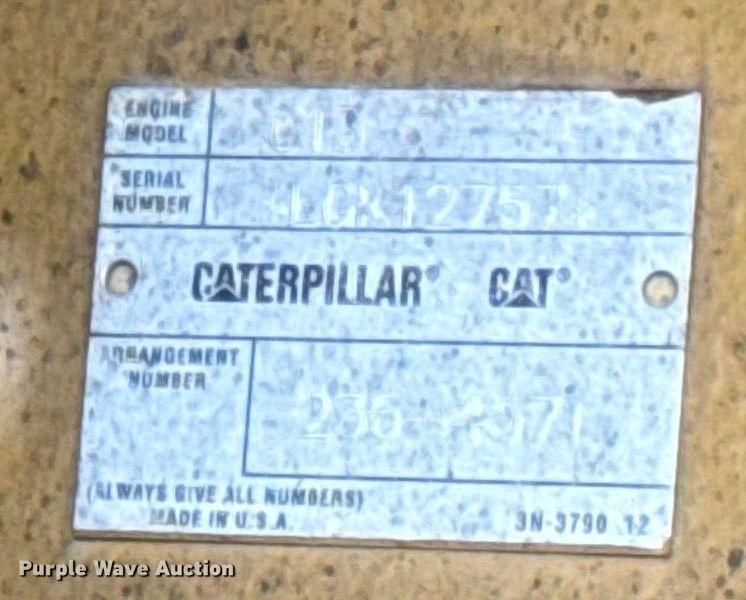 ENGINE
MODEL
SERIAL
NUMBER
*LGK12757*
CATERPILLAR® CAT®
ARRANGEMENT
NUMBER
(ALWAYS GIVE ALL NUMBERS)
MADE IN U.S.A.
3N-3790 12
Purple Wave Auction